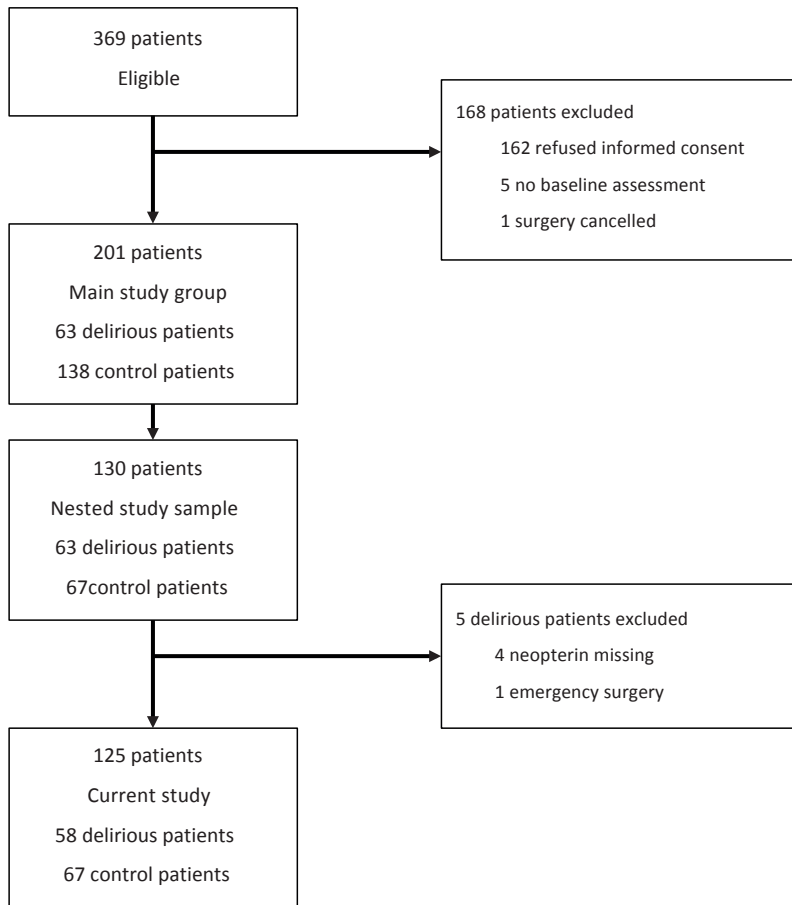 369 patients
Eligible
168 patients excluded
162 refused informed consent
5 no baseline assessment
1 surgery cancelled
201 patients
Main study group
63 delirious patients
138 control patients
130 patients
Nested study sample
63 delirious patients
67control patients
5 delirious patients excluded
4 neopterin missing
1 emergency surgery
125 patients
Current study
58 delirious patients
67 control patients